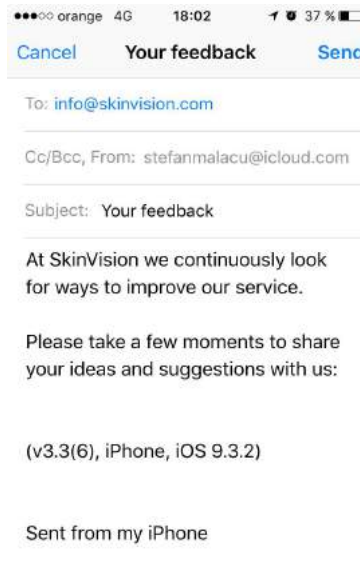 orange 4G 18:02 37 %
Cancel Your feedback Send
To: info@skinvision.com
Cc/Bcc, From: stefanmalacu@icloud.com
Subject: Your feedback
At SkinVision we continuously look
for ways to improve our service.
Please take a few moments to share
your ideas and suggestions with us:
(v3.3(6), iPhone, iOS 9.3.2)
Sent from my iPhone